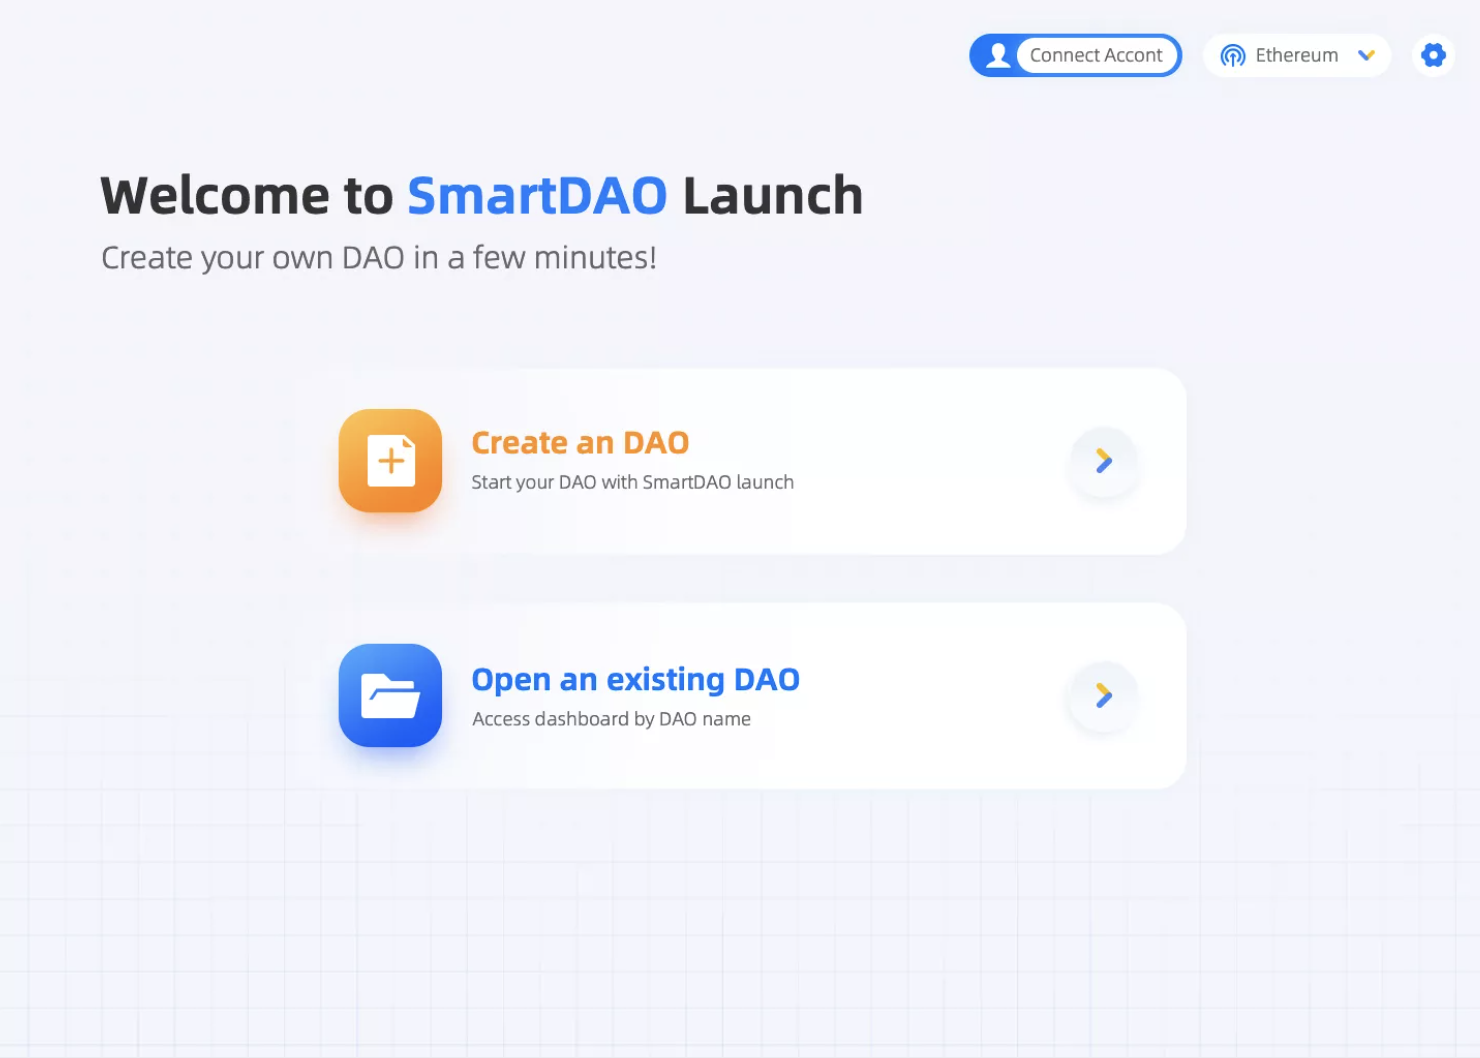 Connect Accont
Ethereum
Welcome to SmartDAO Launch
Create your own DAO in a few minutes!
Create an DAO
Start your DAO with SmartDAO launch
Open an existing DAO
Access dashboard by DAO name